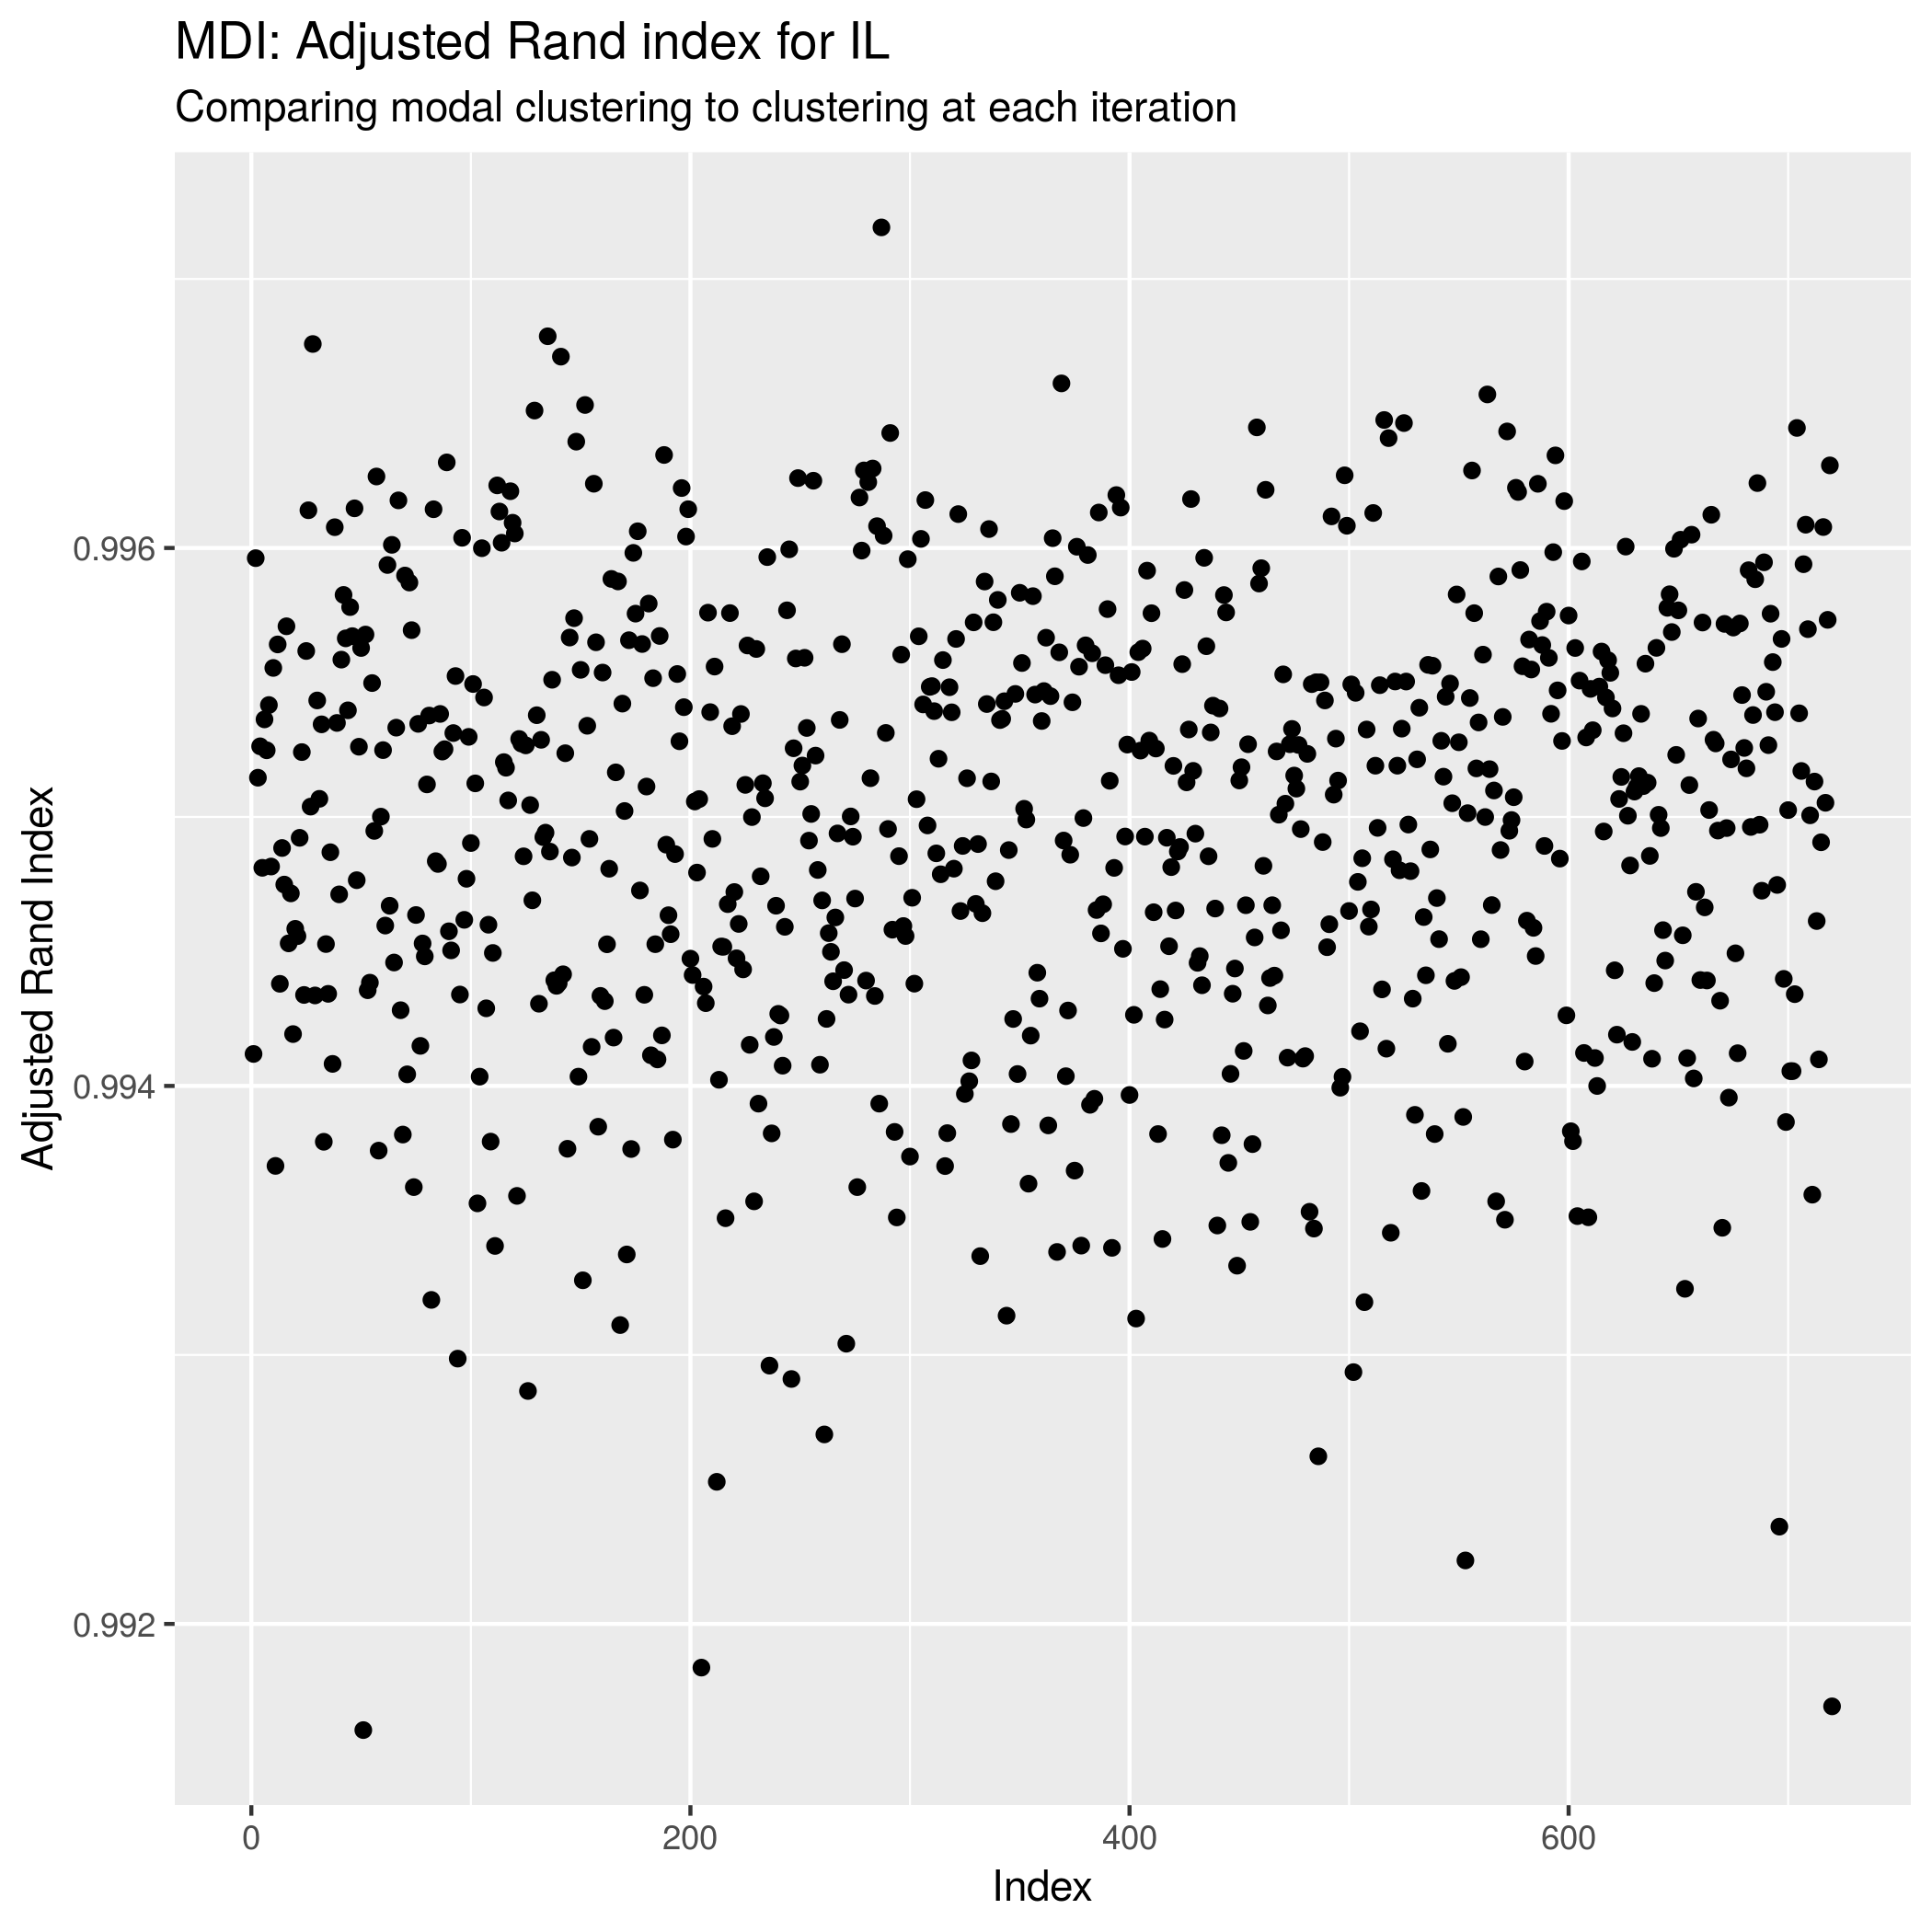 MDI: Adjusted Rand index for IL
Comparing modal clustering to clustering at each iteration
Adjusted Rand Index
0.996
0.994
0.992
0
200
400
600
Index